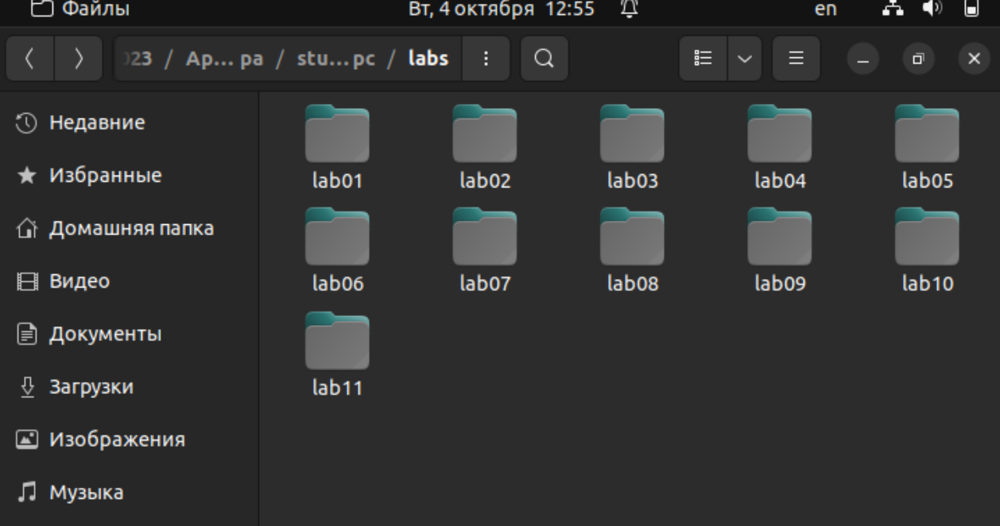 Файлы Вт, 4 октября 12:55 en
023 / Ap... pa / stu...pc / labs
Недавние
Избранные
Домашняя папка
Видео
Документы
Загрузки
Изображения
Музыка
lab01 lab02 lab03 lab04 lab05
lab06 lab07 lab08 lab09 lab10
lab11